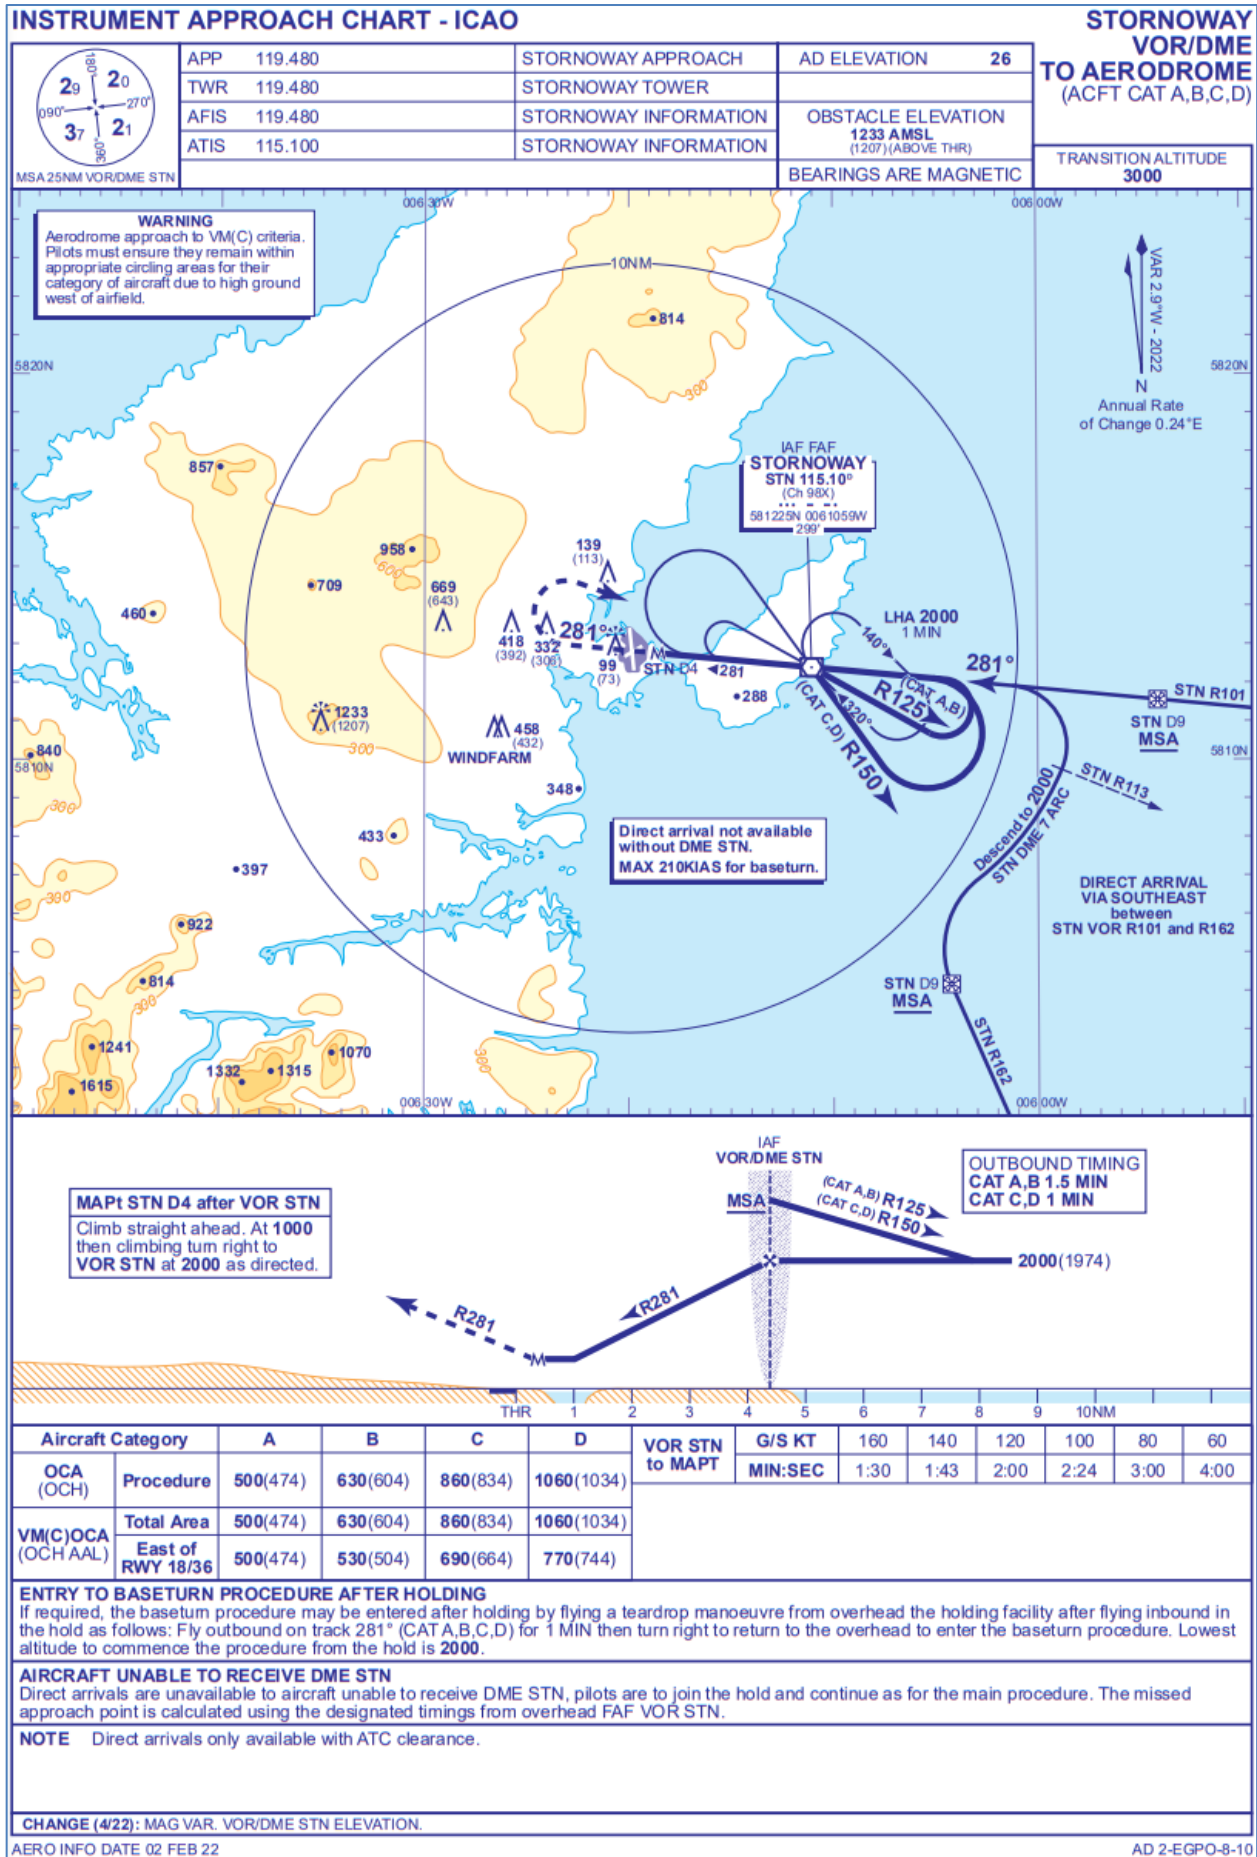 INSTRUMENT APPROACH CHART - ICAO
STORNOWAY
VOR/DME
TO AERODROME
(ACFT CAT A,B,C,D)
180°
29 20
090° 270°
37 21
360°
MSA 25NM VOR/DME STN
APP 119.480 STORNOWAY APPROACH
TWR 119.480 STORNOWAY TOWER
AFIS 119.480 STORNOWAY INFORMATION
ATIS 115.100 STORNOWAY INFORMATION
AD ELEVATION 26
OBSTACLE ELEVATION
1233 AMSL
(1207)(ABOVE THR)
BEARINGS ARE MAGNETIC
TRANSITION ALTITUDE
3000
006 30W
006 00W
WARNING
Aerodrome approach to VM(C) criteria.
Pilots must ensure they remain within
appropriate circling areas for their
category of aircraft due to high ground
west of airfield.
10NM
814
300
VAR 2.9°W - 2022
N
Annual Rate
of Change 0.24°E
5820N
5820N
857
958
600
709
460
669
(643)
139
(113)
418
(392)
332
(306)
281°
99
(73)
IAF FAF
STORNOWAY
STN 115.10°
(Ch 98X)
581225N 0061059W
299'
LHA 2000
1 MIN
140°
281°
STN D4
281
288
(CAT A,B)
R125
320°
(CAT C,D) R150
STN R101
STN D9
MSA
1233
(1207)
300
458
(432)
WINDFARM
840
5810N
300
5810N
348
STN R113
Descend to 2000
STN DME 7 ARC
433
397
Direct arrival not available
without DME STN.
MAX 210KIAS for baseturn.
DIRECT ARRIVAL
VIA SOUTHEAST
between
STN VOR R101 and R162
300
922
814
300
STN D9
MSA
STN R162
1241
1615
1332
1315
1070
300
006 30W
006 00W
IAF
VOR/DME STN
MSA
(CAT A,B) R125
(CAT C,D) R150
OUTBOUND TIMING
CAT A,B 1.5 MIN
CAT C,D 1 MIN
MAPt STN D4 after VOR STN
Climb straight ahead. At 1000
then climbing turn right to
VOR STN at 2000 as directed.
2000(1974)
R281
R281
M
THR 1 2 3 4 5 6 7 8 9 10NM
Aircraft Category A B C D
OCA
(OCH)
Procedure 500(474) 630(604) 860(834) 1060(1034)
VM(C)OCA
(OCH AAL)
Total Area 500(474) 630(604) 860(834) 1060(1034)
East of
RWY 18/36
500(474) 530(504) 690(664) 770(744)
VOR STN
to MAPT
G/S KT 160 140 120 100 80 60
MIN:SEC 1:30 1:43 2:00 2:24 3:00 4:00
ENTRY TO BASETURN PROCEDURE AFTER HOLDING
If required, the baseturn procedure may be entered after holding by flying a teardrop manoeuvre from overhead the holding facility after flying inbound in
the hold as follows: Fly outbound on track 281° (CAT A,B,C,D) for 1 MIN then turn right to return to the overhead to enter the baseturn procedure. Lowest
altitude to commence the procedure from the hold is 2000.
AIRCRAFT UNABLE TO RECEIVE DME STN
Direct arrivals are unavailable to aircraft unable to receive DME STN, pilots are to join the hold and continue as for the main procedure. The missed
approach point is calculated using the designated timings from overhead FAF VOR STN.
NOTE Direct arrivals only available with ATC clearance.
CHANGE (4/22): MAG VAR. VOR/DME STN ELEVATION.
AERO INFO DATE 02 FEB 22
AD 2-EGPO-8-10